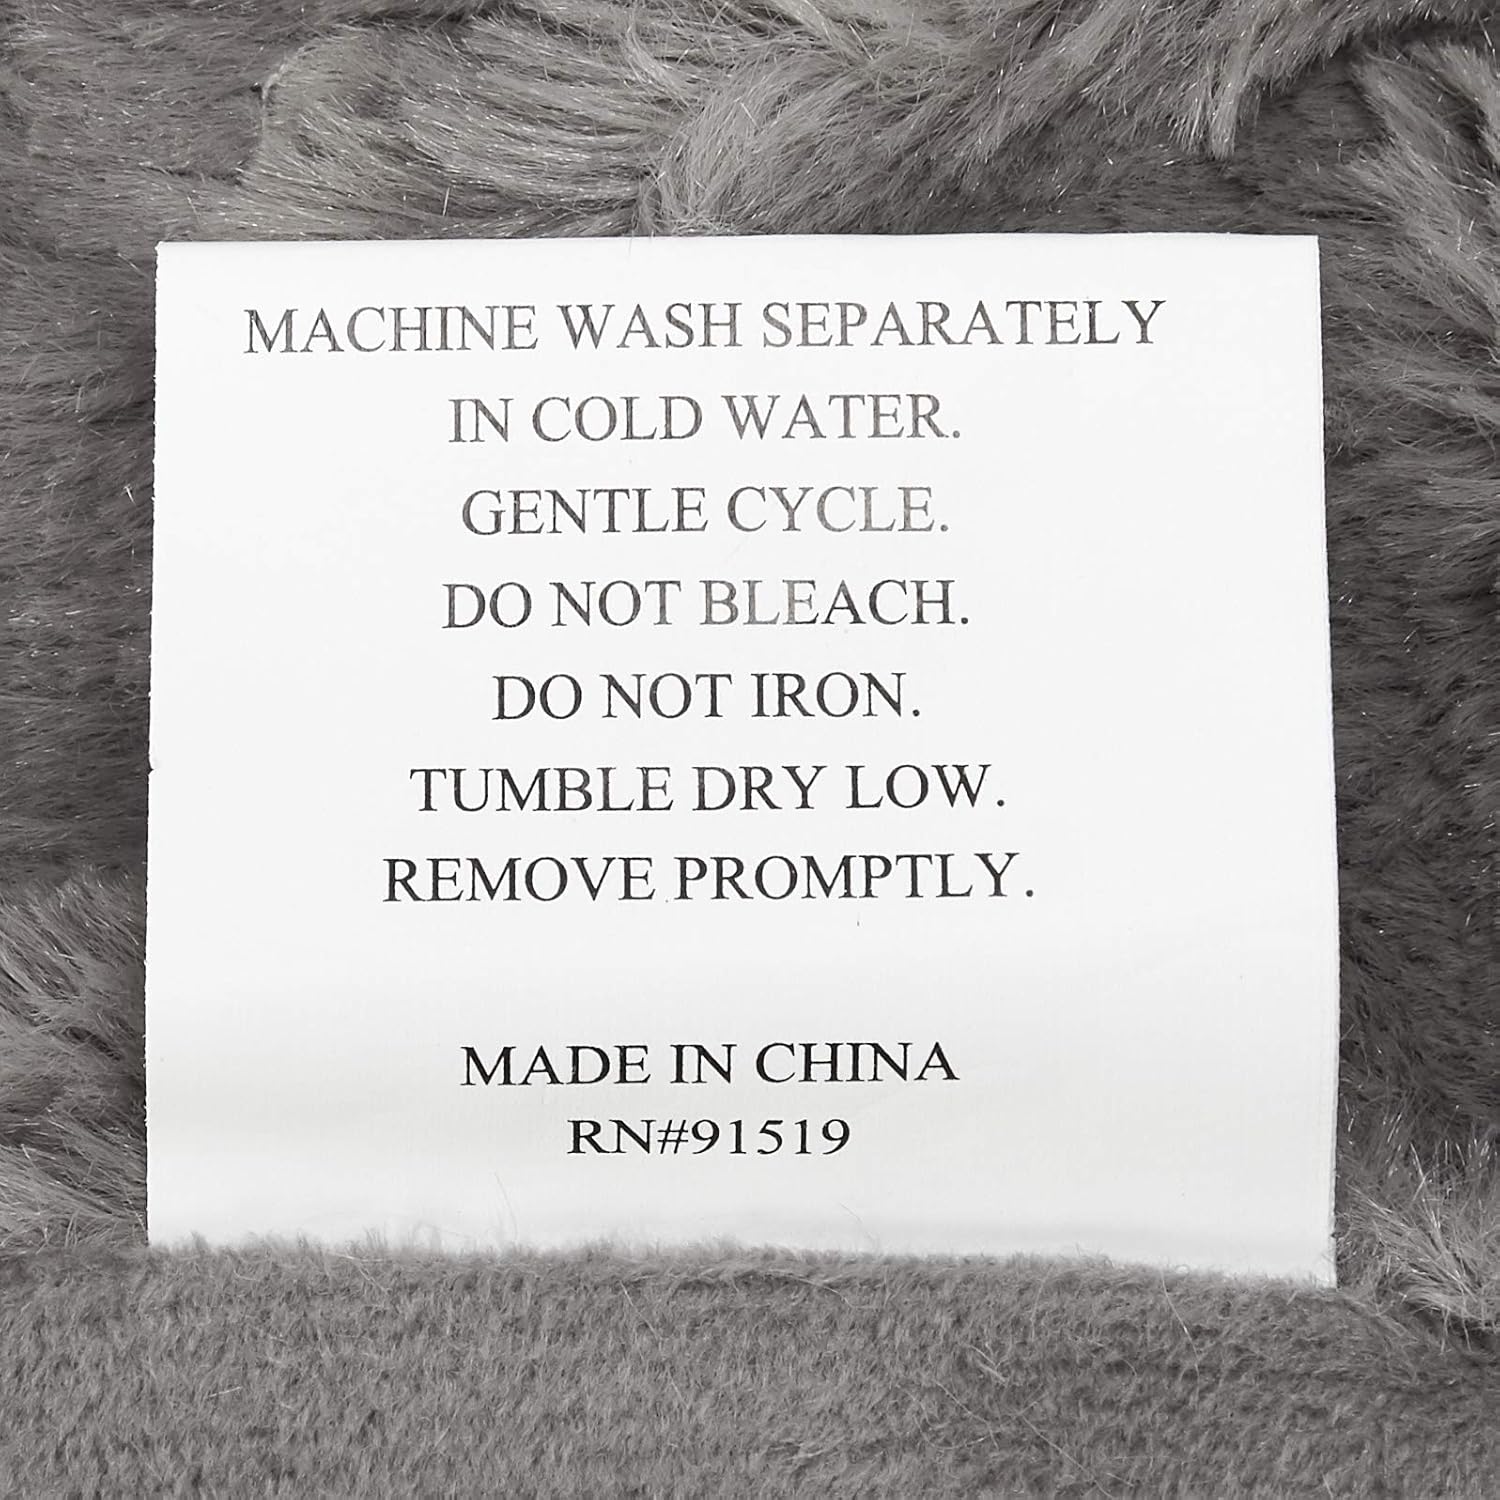 MACHINE WASH SEPARATELY
IN COLD WATER.
GENTLE CYCLE.
DO NOT BLEACH.
DO NOT IRON.
TUMBLE DRY LOW.
REMOVE PROMPTLY.
MADE IN CHINA
RN#91519